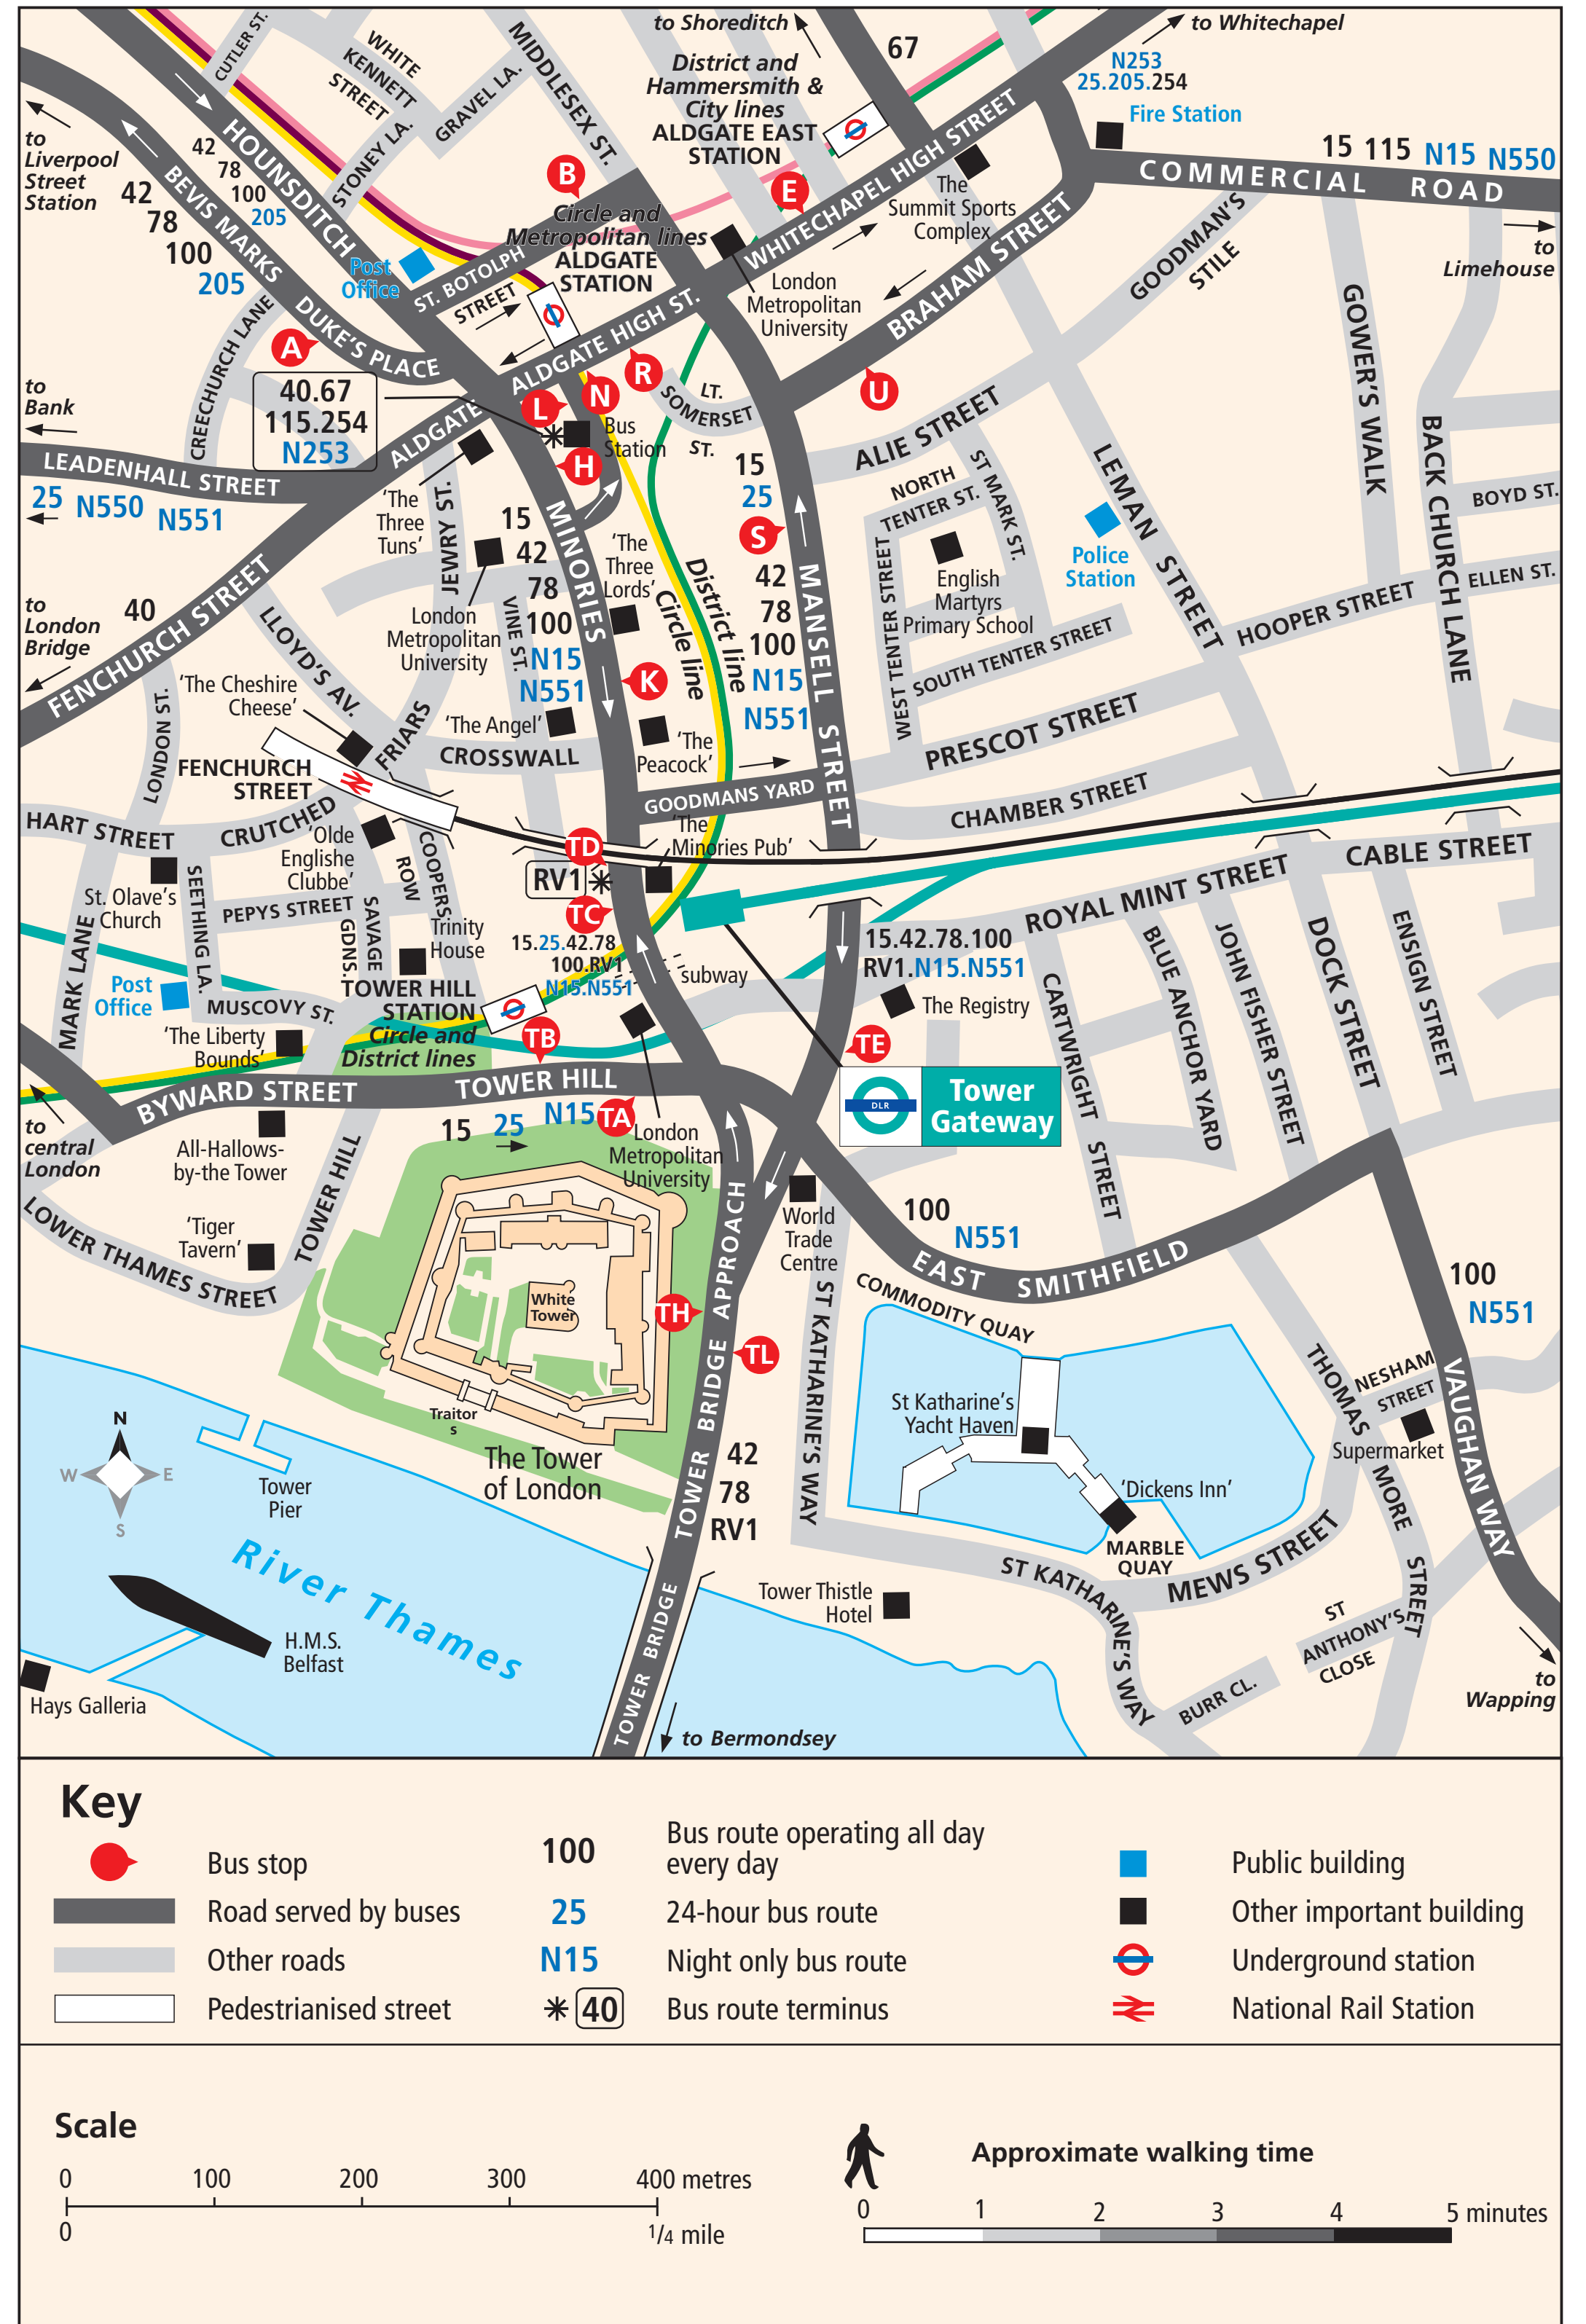 to Shoreditch
to Whitechapel
67
N253
25.205.254
Fire Station
CUTLER ST.
WHITE
KENNETT
STREET
GRAVEL LA.
STONEY LA.
MIDDLESEX ST.
District and
Hammersmith &
City lines
ALDGATE EAST
STATION
to
Liverpool
Street
Station
42
78
100
205
42
78
100
205
HOUNSDITCH
BEVIS MARKS
DUKE'S PLACE
B
E
15 115 N15 N550
COMMERCIAL ROAD
to
Limehouse
The
Summit Sports
Complex
WHITECHAPEL HIGH STREET
BRAHAM STREET
GOODMAN'S
STILE
Circle and
Metropolitan lines
ALDGATE
STATION
Post
Office
ST. BOTOLPH
STREET
London
Metropolitan
University
ALDGATE HIGH ST.
A
R
N
L
H
U
40.67
115.254
N253
Bus
Station
LT.
SOMERSET
ST.
to
Bank
CREECHURCH LANE
ALDGATE
LEADENHALL STREET
25 N550 N551
'The
Three
Tuns'
JEWRY ST.
London
Metropolitan
University
15
42
78
100
N15
N551
MINORIES
VINE ST.
'The
Three
Lords'
Circle line
District line
K
'The Angel'
'The
Peacock'
CROSSWALL
15
25
S
42
78
100
N15
N551
MANSELL STREET
ALIE STREET
NORTH
TENTER ST.
ST MARK ST.
WEST TENTER STREET
English
Martyrs
Primary School
SOUTH TENTER STREET
LEMAN STREET
Police
Station
GOWER'S WALK
BACK CHURCH LANE
BOYD ST.
ELLEN ST.
HOOPER STREET
PRESCOT STREET
CHAMBER STREET
GOODMANS YARD
to
London
Bridge
40
FENCHURCH STREET
LLOYD'S AV.
LONDON ST.
'The Cheshire
Cheese'
FRIARS
FENCHURCH
STREET
CRUTCHED
HART STREET
'Olde
Englishe
Clubbe'
COOPERS
ROW
St. Olave's
Church
SEETHING LA.
PEPYS STREET
SAVAGE
GDNS.
Trinity
House
MARK LANE
Post
Office
MUSCOVY ST.
'The Liberty
Bounds'
TOWER HILL
STATION
Circle and
District lines
TD
RV1
TC
'The
Minories Pub'
15.25.42.78
100.RV1
N15.N551
subway
TB
15.42.78.100
RV1.N15.N551
The Registry
TE
DLR
Tower
Gateway
ROYAL MINT STREET
CABLE STREET
CARTWRIGHT STREET
BLUE ANCHOR YARD
JOHN FISHER STREET
DOCK STREET
ENSIGN STREET
to
central
London
BYWARD STREET
TOWER HILL
15 25 N15
TA
London
Metropolitan
University
All-Hallows-
by-the Tower
TOWER HILL
'Tiger
Tavern'
LOWER THAMES STREET
White
Tower
Traitor
s
The Tower
of London
TH
TL
TOWER BRIDGE APPROACH
World
Trade
Centre
ST KATHARINE'S WAY
100
N551
EAST SMITHFIELD
COMMODITY QUAY
St Katharine's
Yacht Haven
'Dickens Inn'
MARBLE
QUAY
100
N551
THOMAS MORE STREET
NESHAM
STREET
Supermarket
VAUGHAN WAY
MEWS STREET
ST KATHARINE'S WAY
ST
ANTHONY'S
CLOSE
BURR CL.
to
Wapping
42
78
RV1
Tower Thistle
Hotel
TOWER BRIDGE
to Bermondsey
N
W
E
S
Tower
Pier
River Thames
H.M.S.
Belfast
Hays Galleria
Key
Bus stop
Road served by buses
Other roads
Pedestrianised street
100 Bus route operating all day
every day
25 24-hour bus route
N15 Night only bus route
40 Bus route terminus
Public building
Other important building
Underground station
National Rail Station
Scale
0 100 200 300 400 metres
0 1/4 mile
Approximate walking time
0 1 2 3 4 5 minutes